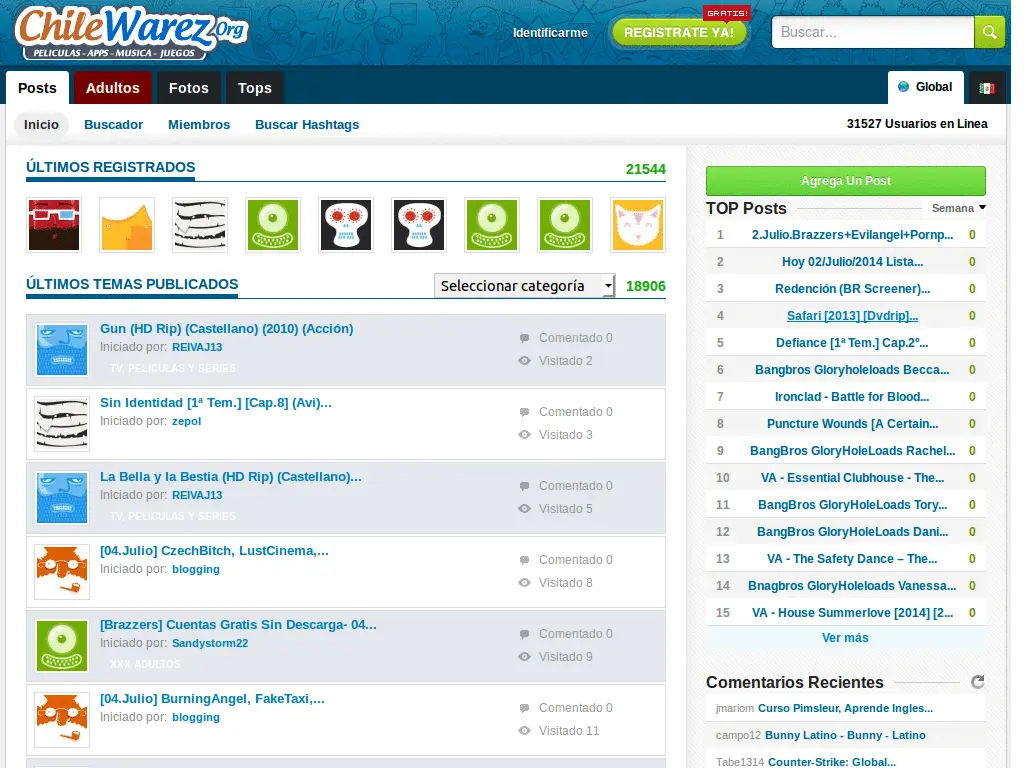 ChileWarez.Org
PELICULAS - APPS - MUSICA - JUEGOS
Identificarme
GRATIS!
REGISTRATE YA!
Buscar...
Posts
Adultos
Fotos
Tops
Global
Inicio
Buscador
Miembros
Buscar Hashtags
31527 Usuarios en Linea
ÚLTIMOS REGISTRADOS
21544
ÚLTIMOS TEMAS PUBLICADOS
Seleccionar categoría
18906
Gun (HD Rip) (Castellano) (2010) (Acción)
Iniciado por: REIVAJ13
TV, PELICULAS Y SERIES
Comentado 0
Visitado 2
Sin Identidad [1ª Tem.] [Cap.8] (Avi)...
Iniciado por: zepol
Comentado 0
Visitado 3
La Bella y la Bestia (HD Rip) (Castellano)...
Iniciado por: REIVAJ13
TV, PELICULAS Y SERIES
Comentado 0
Visitado 5
[04.Julio] CzechBitch, LustCinema,...
Iniciado por: blogging
Comentado 0
Visitado 8
[Brazzers] Cuentas Gratis Sin Descarga- 04...
Iniciado por: Sandystorm22
XXX ADULTOS
Comentado 0
Visitado 9
[04.Julio] BurningAngel, FakeTaxi,...
Iniciado por: blogging
Comentado 0
Visitado 11
Agrega Un Post
TOP Posts
Semana
1 2.Julio.Brazzers+Evilangel+Pornp... 0
2 Hoy 02/Julio/2014 Lista... 0
3 Redención (BR Screener)... 0
4 Safari [2013] [Dvdrip]... 0
5 Defiance [1ª Tem.] Cap.2º... 0
6 Bangbros Gloryholeloads Becca... 0
7 Ironclad - Battle for Blood... 0
8 Puncture Wounds [A Certain... 0
9 BangBros GloryHoleLoads Rachel... 0
10 VA - Essential Clubhouse - The... 0
11 BangBros GloryHoleLoads Tory... 0
12 BangBros GloryHoleLoads Dani... 0
13 VA - The Safety Dance – The... 0
14 Bnagbros GloryHoleloads Vanessa... 0
15 VA - House Summerlove [2014] [2... 0
Ver más
Comentarios Recientes
jmariom Curso Pimsleur, Aprende Ingles...
campo12 Bunny Latino - Bunny - Latino
Tabe1314 Counter-Strike: Global...